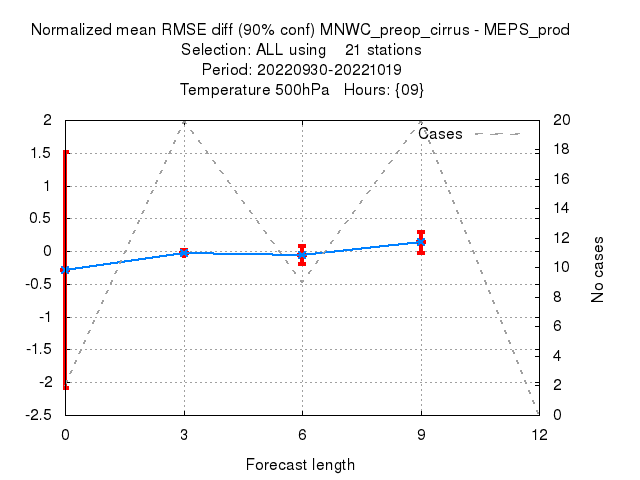 Normalized mean RMSE diff (90% conf) MNWC_preop_cirrus - MEPS_prod
Selection: ALL using    21 stations
Period: 20220930-20221019
Temperature 500hPa   Hours: {09}
Cases
2
1.5
1
0.5
0
-0.5
-1
-1.5
-2
-2.5
20
18
16
14
12
10
8
6
4
2
0
No cases
0 3 6 9 12
Forecast length